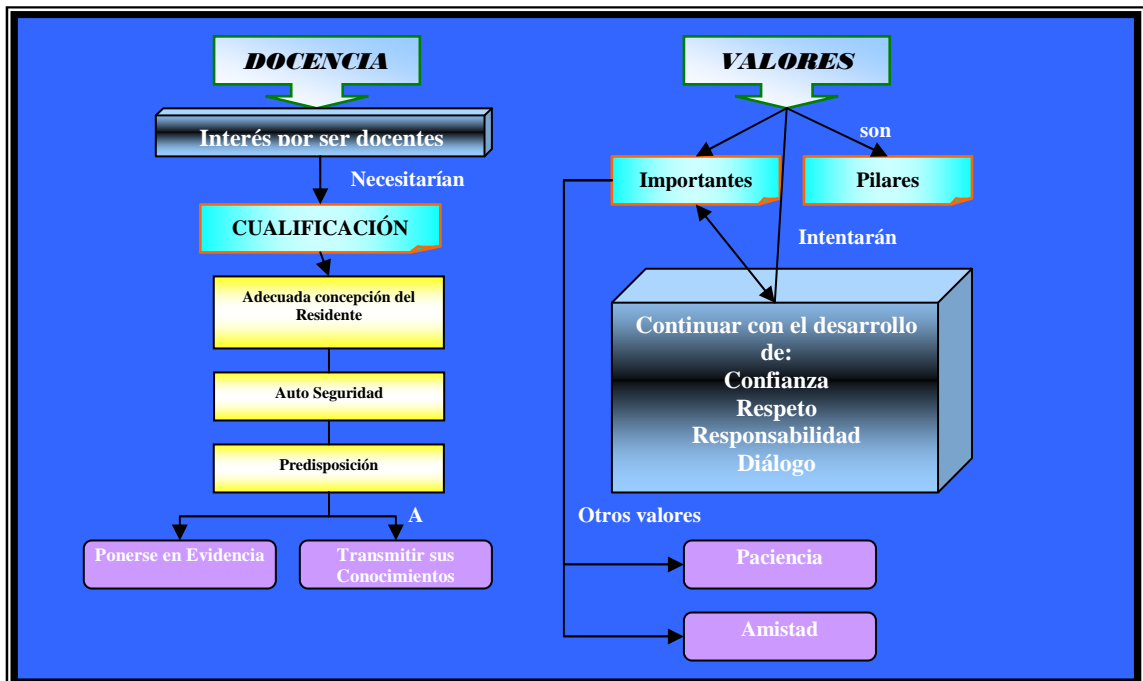 DOCENCIA
Interés por ser docentes
Necesitarían
CUALIFICACIÓN
Adecuada concepción del
Residente
Auto Seguridad
Predisposición
A
Ponerse en Evidencia
Transmitir sus
Conocimientos
VALORES
son
Importantes
Pilares
Intentarán
Continuar con el desarrollo
de:
Confianza
Respeto
Responsabilidad
Diálogo
Otros valores
Paciencia
Amistad